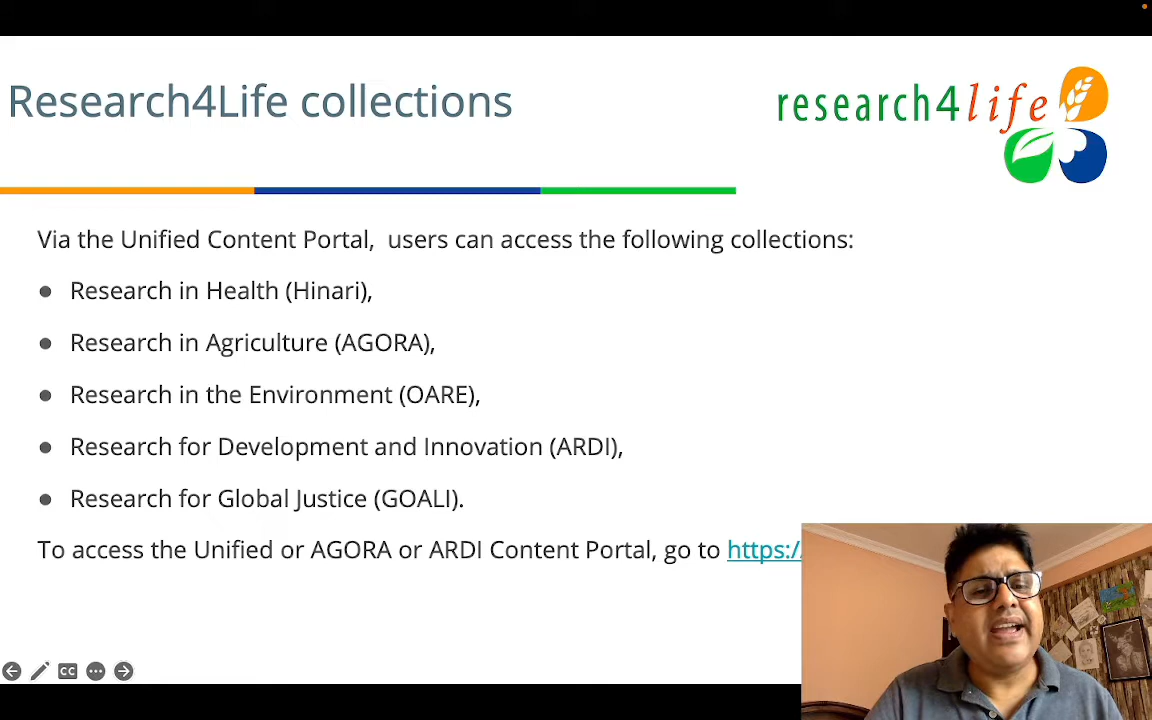 Research4Life collections
research4life
Via the Unified Content Portal,  users can access the following collections:
● Research in Health (Hinari),
● Research in Agriculture (AGORA),
● Research in the Environment (OARE),
● Research for Development and Innovation (ARDI),
● Research for Global Justice (GOALI).
To access the Unified or AGORA or ARDI Content Portal, go to https:/
CC